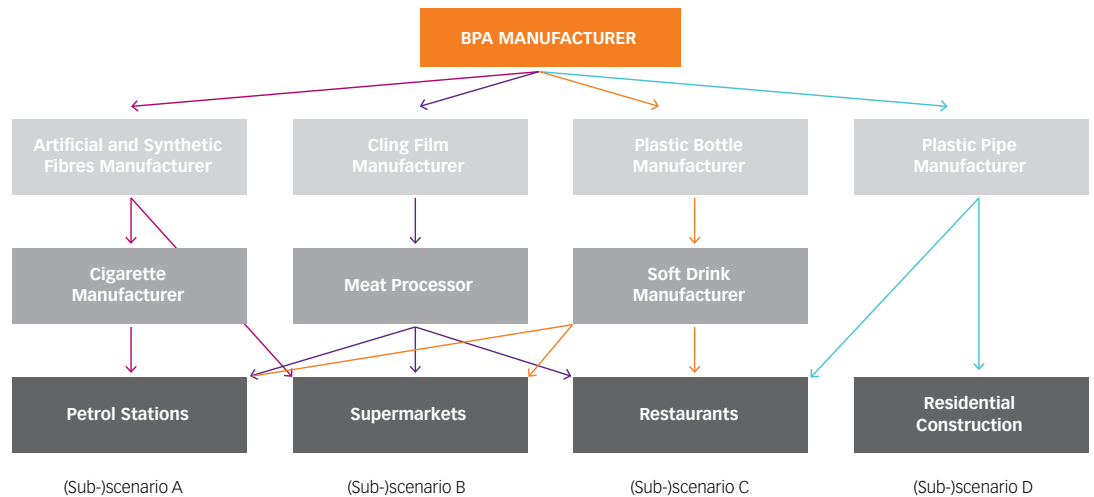 BPA MANUFACTURER
Artificial and Synthetic
Fibres Manufacturer
Cling Film
Manufacturer
Plastic Bottle
Manufacturer
Plastic Pipe
Manufacturer
Cigarette
Manufacturer
Meat Processor
Soft Drink
Manufacturer
Petrol Stations
Supermarkets
Restaurants
Residential
Construction
(Sub-)scenario A
(Sub-)scenario B
(Sub-)scenario C
(Sub-)scenario D